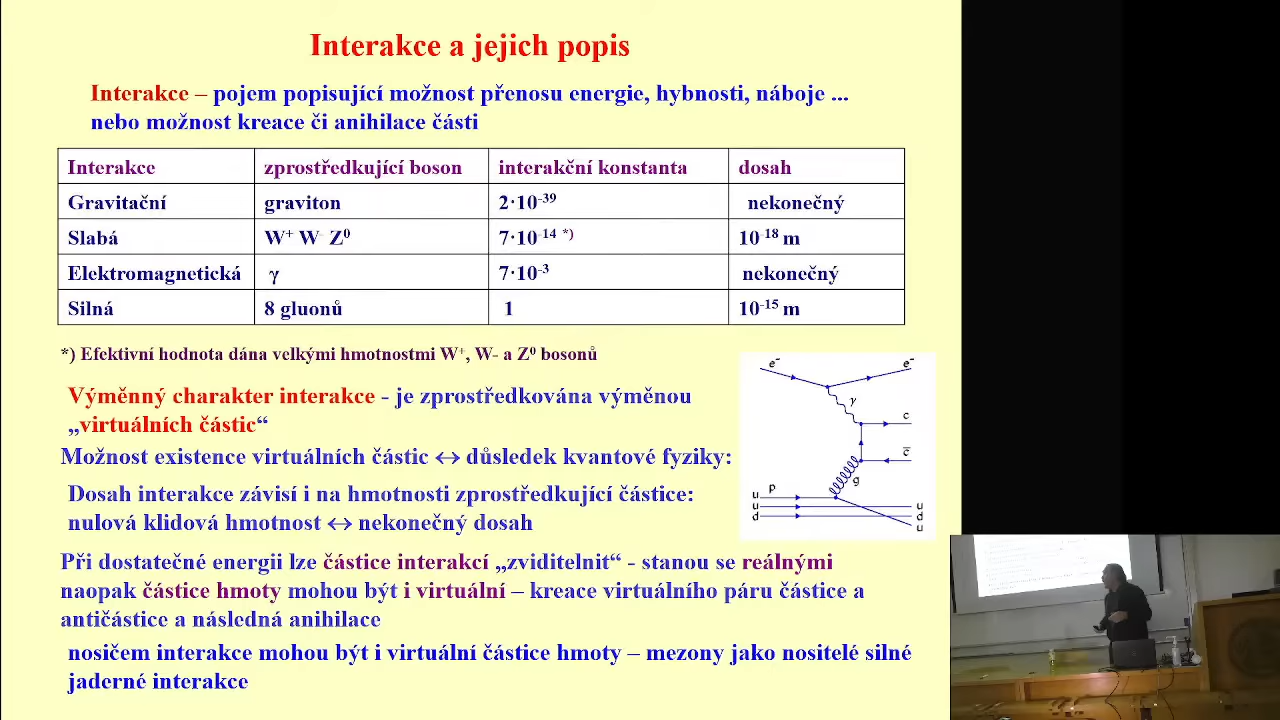 Interakce a jejich popis
Interakce – pojem popisující možnost přenosu energie, hybnosti, náboje ...
nebo možnost kreace či anihilace části
Interakce zprostředkující boson interakční konstanta dosah
Gravitační graviton 2·10⁻³⁹ nekonečný
Slabá W⁺ W⁻ Z⁰ 7·10⁻¹⁴ *) 10⁻¹⁸ m
Elektromagnetická γ 7·10⁻³ nekonečný
Silná 8 gluonů 1 10⁻¹⁵ m
*) Efektivní hodnota dána velkými hmotnostmi W⁺, W- a Z⁰ bosonů
Výměnný charakter interakce - je zprostředkována výměnou
„virtuálních částic“
Možnost existence virtuálních částic ↔ důsledek kvantové fyziky:
Dosah interakce závisí i na hmotnosti zprostředkující částice:
nulová klidová hmotnost ↔ nekonečný dosah
Při dostatečné energii lze částice interakcí „zviditelnit“ - stanou se reálnými
naopak částice hmoty mohou být i virtuální – kreace virtuálního páru částice a
antičástice a následná anihilace
nosičem interakce mohou být i virtuální částice hmoty – mezony jako nositelé silné
jaderné interakce
e⁻ e⁻
γ
c
c̅
g
p
u u
u d
d u